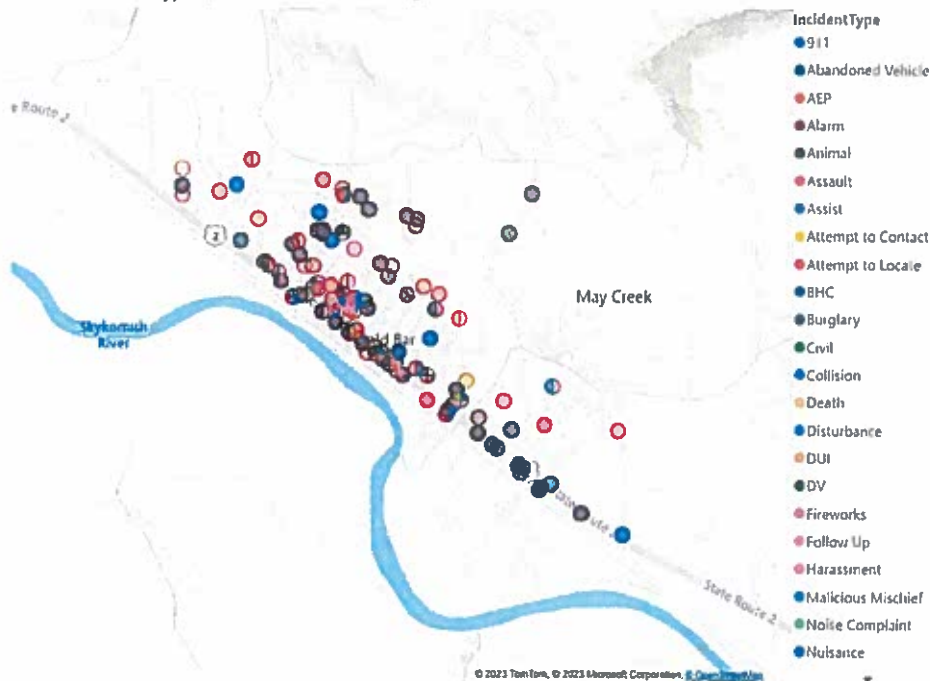 IncidentType
911
Abandoned Vehicle
AEP
Alarm
Animal
Assault
Assist
Attempt to Contact
Attempt to Locate
BHC
Burglary
Civil
Collision
Death
Disturbance
DUI
DV
Fireworks
Follow Up
Harassment
Malicious Mischief
Noise Complaint
Nuisance
e Route 2
2
May Creek
Skykomish
River
Bar
State Route 2
© 2023 TomTom, © 2023 Microsoft Corporation, © OpenStreetMap